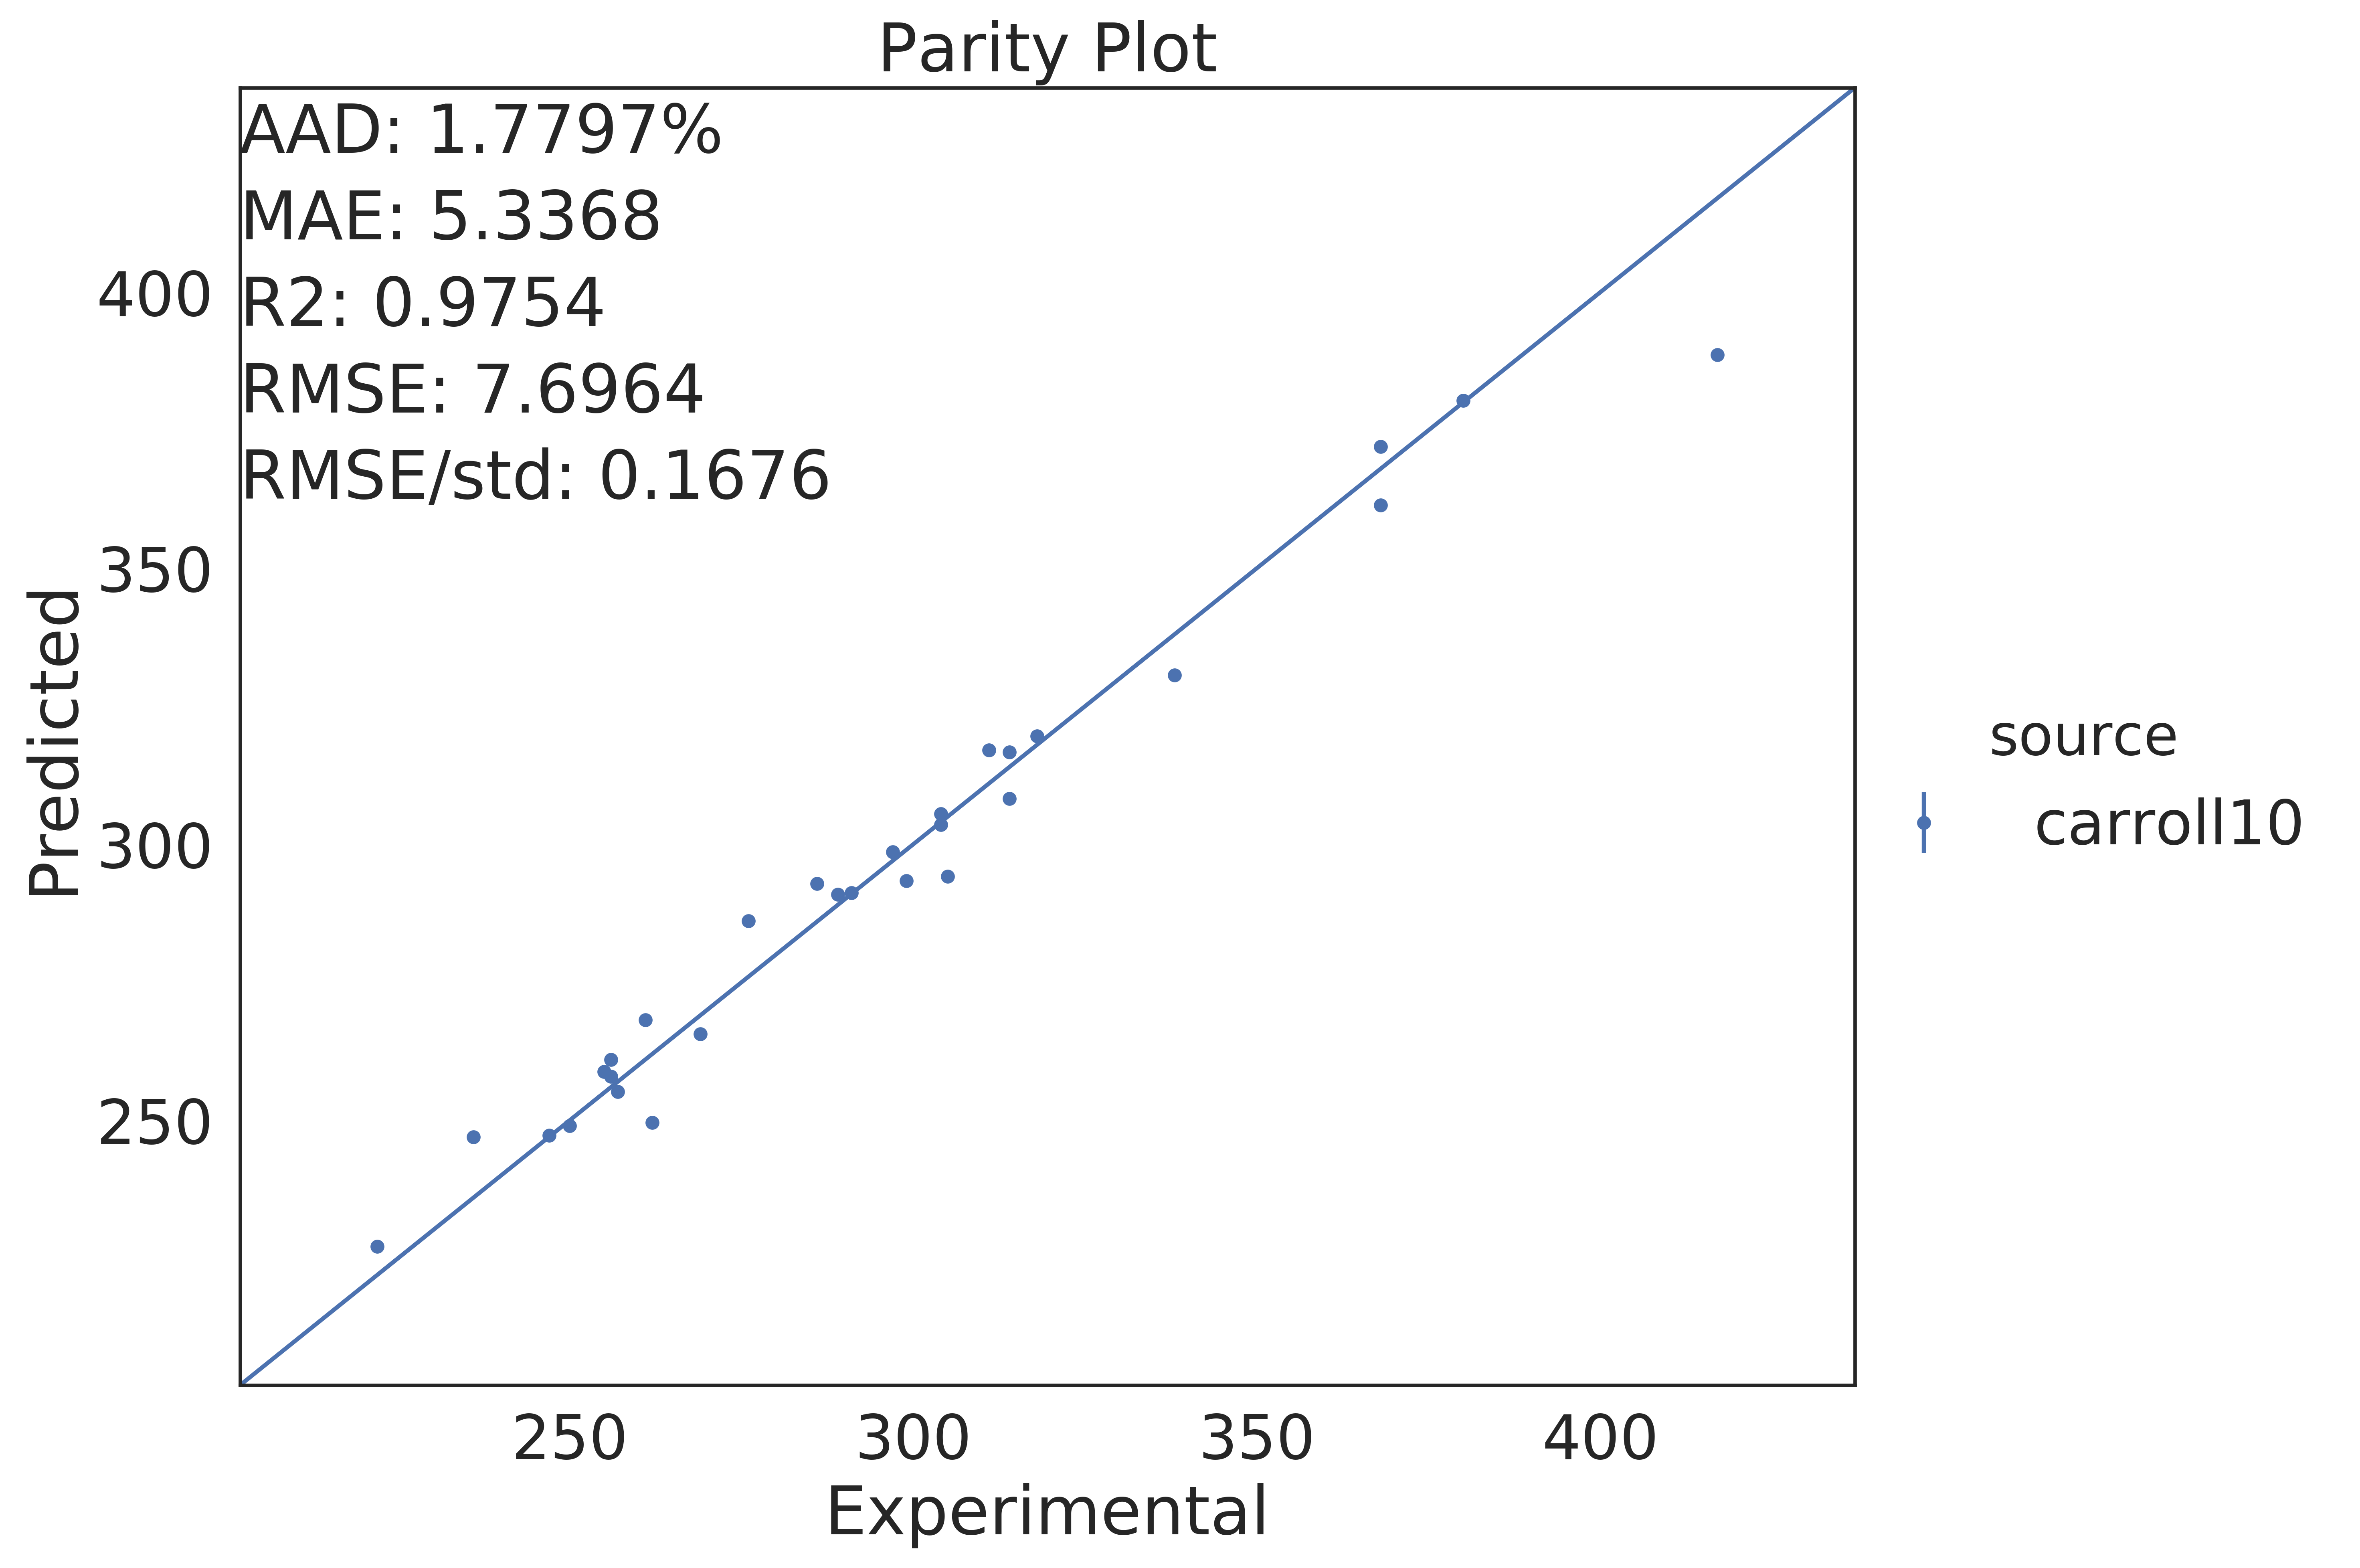 Parity Plot
AAD: 1.7797%
MAE: 5.3368
R2: 0.9754
RMSE: 7.6964
RMSE/std: 0.1676
400
350
300
250
Predicted
250
300
350
400
Experimental
source
carroll10